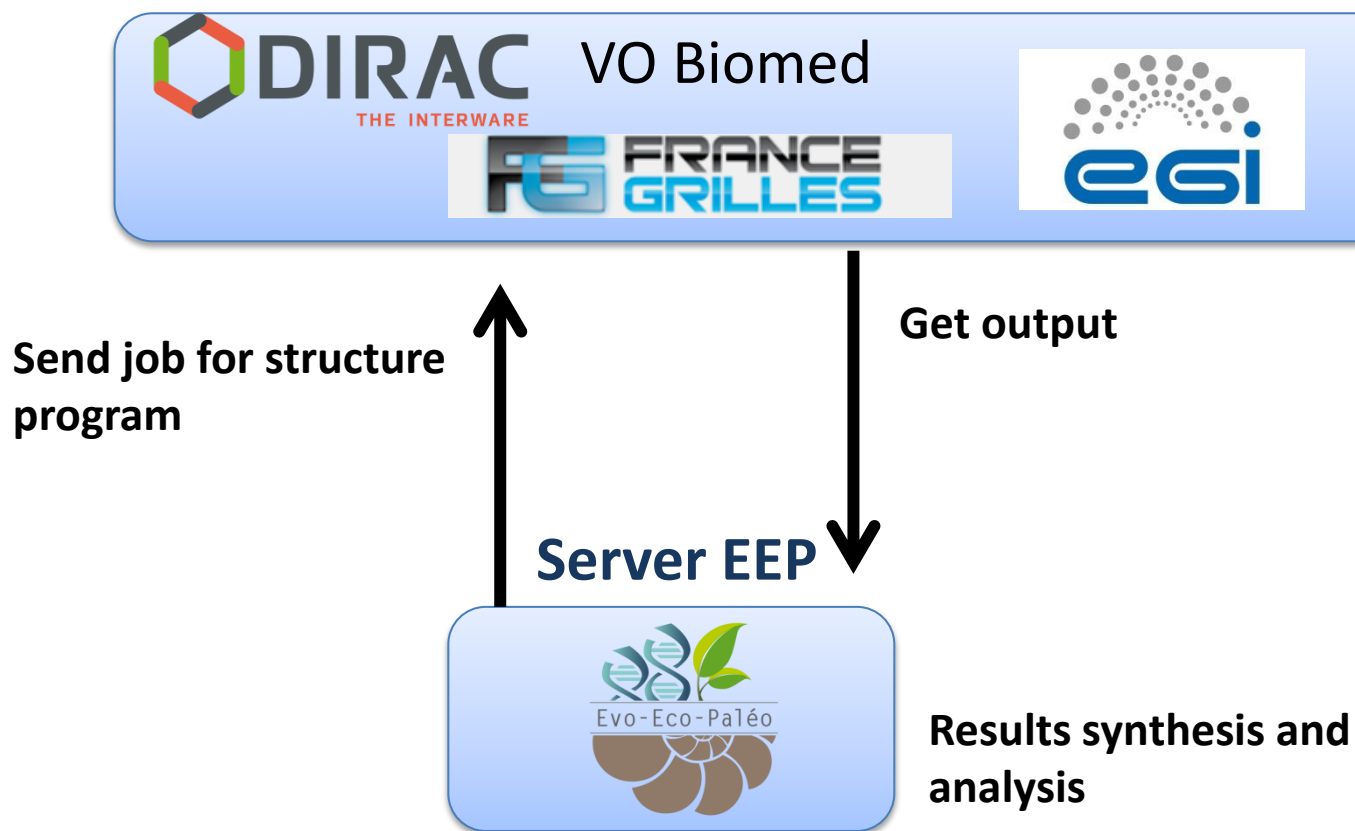 DIRAC
THE INTERWARE
VO Biomed
FG FRANCE
GRILLES
egi
Send job for structure
program
Get output
Server EEP
Evo-Eco-Paléo
Results synthesis and
analysis